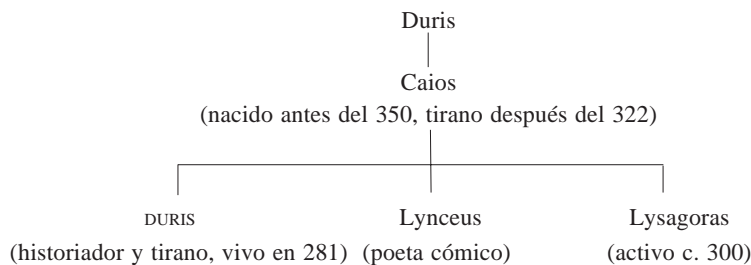 Duris
Caios
(nacido antes del 350, tirano después del 322)
DURIS Lynceus Lysagoras
(historiador y tirano, vivo en 281) (poeta cómico) (activo c. 300)